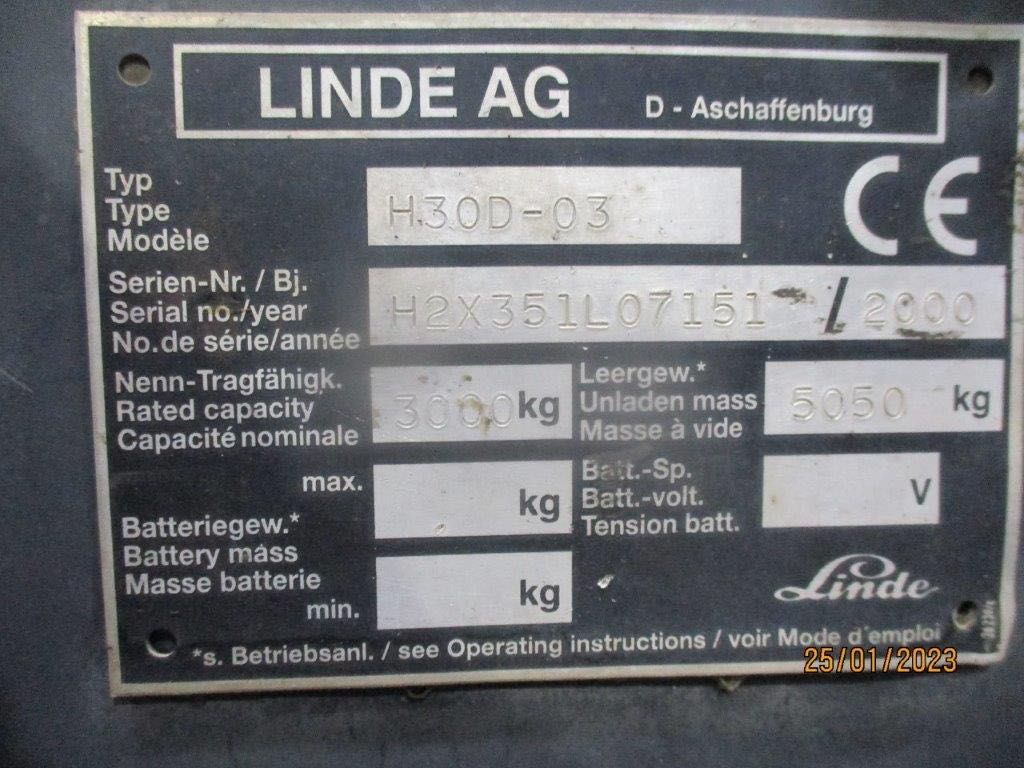 LINDE AG D - Aschaffenburg
Typ
Type
Modèle
H30D-03
CE
Serien-Nr. / Bj.
Serial no./year
No.de série/année
H2X351L07151 / 2000
Nenn-Tragfähigk.
Rated capacity
Capacité nominale
3000 kg
Leergew.*
Unladen mass
Masse à vide
5050 kg
max.
kg
Batt.-Sp.
Batt.-volt.
Tension batt.
V
Batteriegew.*
Battery mass
Masse batterie
min.
kg
Linde
*s. Betriebsanl. / see Operating instructions / voir Mode d'emploi
25/01/2023